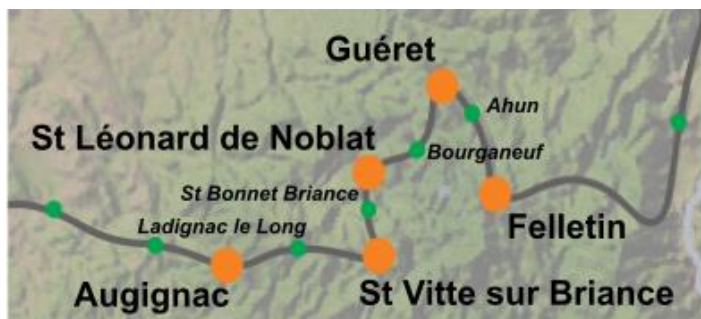 Guéret
Ahun
St Léonard de Noblat
Bourganeuf
St Bonnet Briance
Ladignac le Long
Felletin
Augignac
St Vitte sur Briance